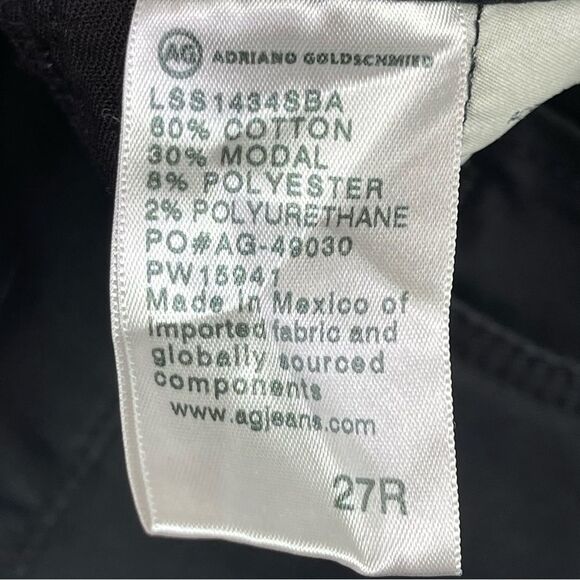 AG ADRIANO GOLDSCHMIED
LSS1434SBA
60% COTTON
30% MODAL
8% POLYESTER
2% POLYURETHANE
PO#AG-49030
PW15941
Made in Mexico of
imported fabric and
globally sourced
components
www.agjeans.com
27R